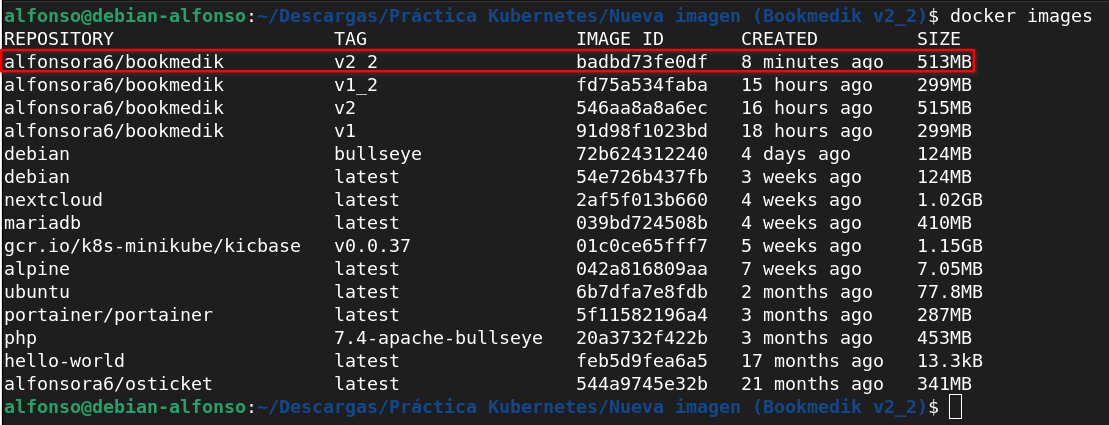 alfonso@debian-alfonso:~/Descargas/Práctica Kubernetes/Nueva imagen (Bookmedik v2_2)$ docker images
REPOSITORY TAG IMAGE ID CREATED SIZE
alfonsora6/bookmedik v2_2 badbd73fe0df 8 minutes ago 513MB
alfonsora6/bookmedik v1_2 fd75a534faba 15 hours ago 299MB
alfonsora6/bookmedik v2 546aa8a8a6ec 16 hours ago 515MB
alfonsora6/bookmedik v1 91d98f1023bd 18 hours ago 299MB
debian bullseye 72b624312240 4 days ago 124MB
debian latest 54e726b437fb 3 weeks ago 124MB
nextcloud latest 2af5f013b660 4 weeks ago 1.02GB
mariadb latest 039bd724508b 4 weeks ago 410MB
gcr.io/k8s-minikube/kicbase v0.0.37 01c0ce65fff7 5 weeks ago 1.15GB
alpine latest 042a816809aa 7 weeks ago 7.05MB
ubuntu latest 6b7dfa7e8fdb 2 months ago 77.8MB
portainer/portainer latest 5f11582196a4 3 months ago 287MB
php 7.4-apache-bullseye 20a3732f422b 3 months ago 453MB
hello-world latest feb5d9fea6a5 17 months ago 13.3kB
alfonsora6/osticket latest 544a9745e32b 21 months ago 341MB
alfonso@debian-alfonso:~/Descargas/Práctica Kubernetes/Nueva imagen (Bookmedik v2_2)$